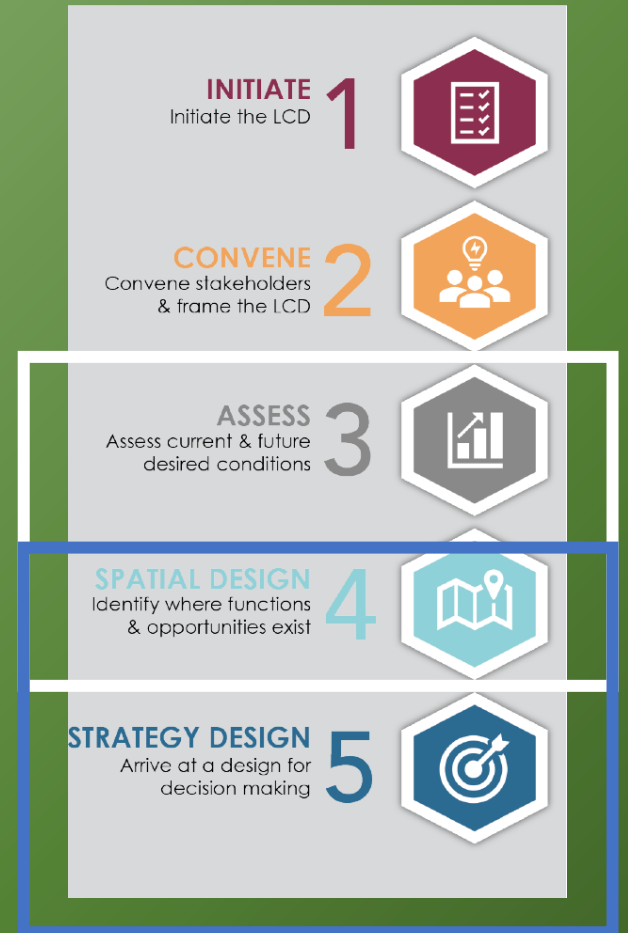 INITIATE
Initiate the LCD
1
CONVENE
Convene stakeholders
& frame the LCD
2
ASSESS
Assess current & future
desired conditions
3
SPATIAL DESIGN
Identify where functions
& opportunities exist
4
STRATEGY DESIGN
Arrive at a design for
decision making
5